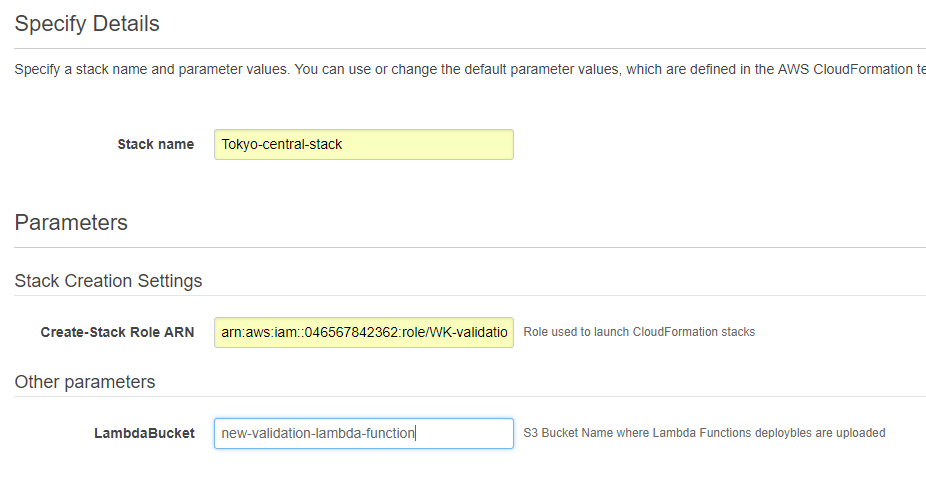 Specify Details
Specify a stack name and parameter values. You can use or change the default parameter values, which are defined in the AWS CloudFormation te
Stack name Tokyo-central-stack
Parameters
Stack Creation Settings
Create-Stack Role ARN arn:aws:iam::046567842362:role/WK-validatio Role used to launch CloudFormation stacks
Other parameters
LambdaBucket new-validation-lambda-function S3 Bucket Name where Lambda Functions deploybles are uploaded